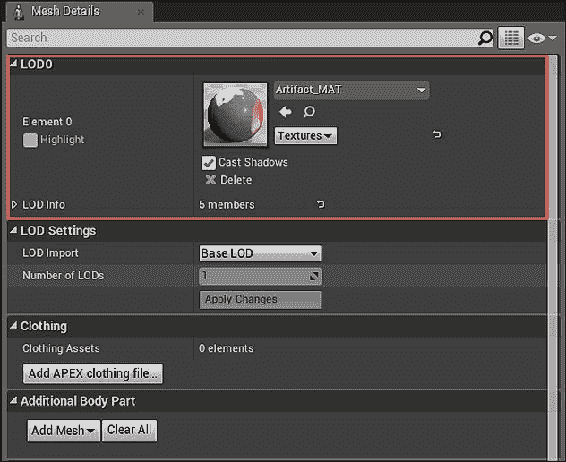 Mesh Details
Search
LOD0
Artifact_MAT
Element 0
Highlight
Textures
Cast Shadows
Delete
LOD Info
5 members
LOD Settings
LOD Import
Base LOD
Number of LODs
1
Apply Changes
Clothing
Clothing Assets
0 elements
Add APEX clothing file...
Additional Body Part
Add Mesh
Clear All